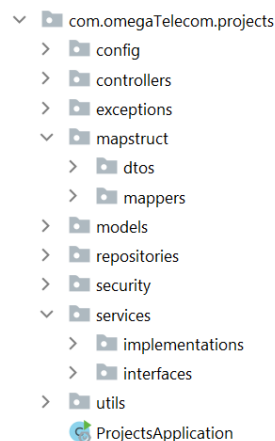 com.omegaTelecom.projects
config
controllers
exceptions
mapstruct
dtos
mappers
models
repositories
security
services
implementations
interfaces
utils
ProjectsApplication